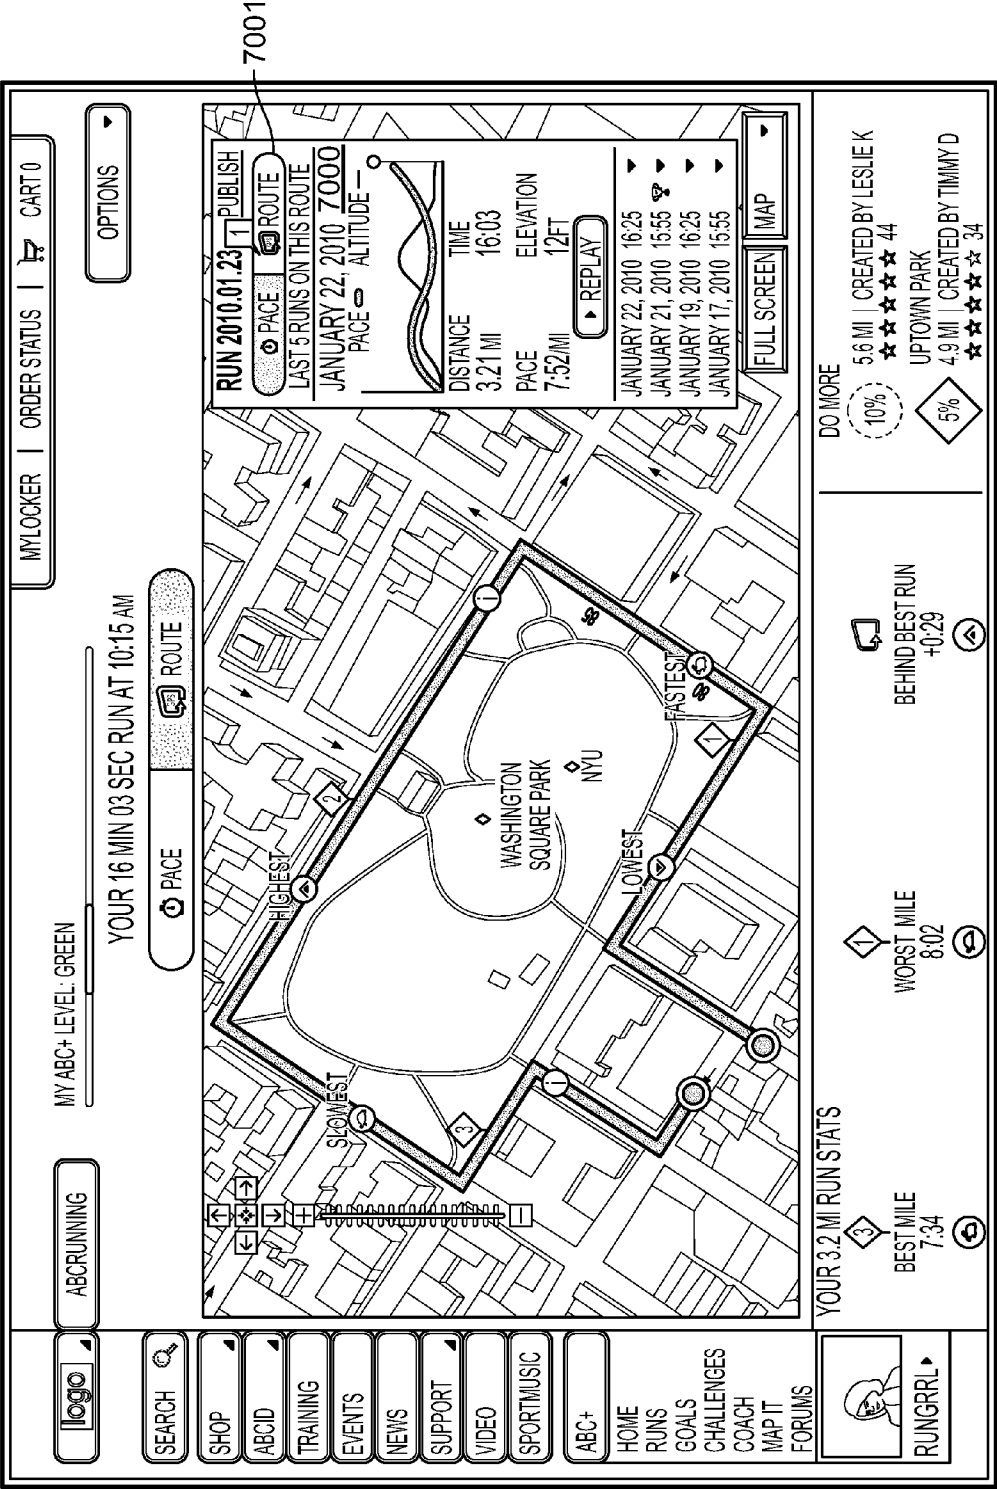 7001
MYLOCKER | ORDER STATUS | CART 0
logo
ABCRUNNING
MY ABC+ LEVEL: GREEN
OPTIONS
YOUR 16 MIN 03 SEC RUN AT 10:15 AM
PACE
GPS ROUTE
SEARCH
SHOP
ABCID
TRAINING
EVENTS
NEWS
SUPPORT
VIDEO
SPORTMUSIC
ABC+
HOME
RUNS
GOALS
CHALLENGES
COACH
MAP IT
FORUMS
RUNGRRL
SLOWEST
HIGHEST
2
3
WASHINGTON
SQUARE PARK
NYU
LOWEST
1
FASTEST
RUN 2010.01.23
1
PUBLISH
PACE
ROUTE
LAST 5 RUNS ON THIS ROUTE
JANUARY 22, 2010 7000
PACE ALTITUDE
DISTANCE TIME
3.21 MI 16:03
PACE ELEVATION
7:52/MI 12FT
REPLAY
JANUARY 22, 2010 16:25
JANUARY 21, 2010 15:55
JANUARY 19, 2010 16:25
JANUARY 17, 2010 15:55
FULL SCREEN
MAP
YOUR 3.2 MI RUN STATS
3
BEST MILE
7:34
1
WORST MILE
8:02
BEHIND BEST RUN
+0:29
DO MORE
10%
5.6 MI | CREATED BY LESLIE K
44
5%
UPTOWN PARK
4.9 MI | CREATED BY TIMMY D
34